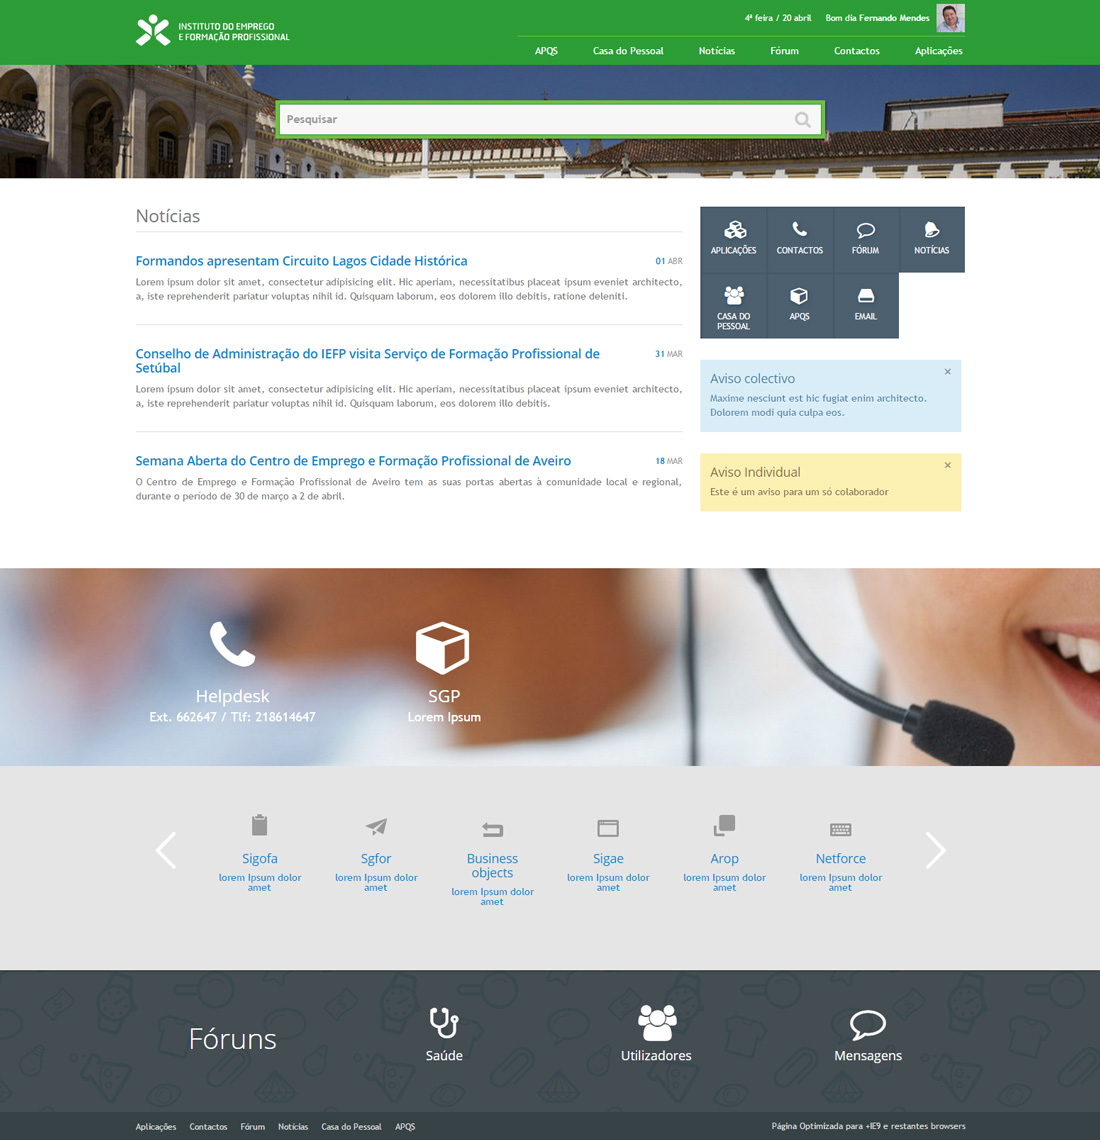 INSTITUTO DO EMPREGO
E FORMAÇÃO PROFISSIONAL
4ª feira / 20 abril
Bom dia Fernando Mendes
APQS
Casa do Pessoal
Notícias
Fórum
Contactos
Aplicações
Pesquisar
Notícias
Formandos apresentam Circuito Lagos Cidade Histórica
01 ABR
Lorem ipsum dolor sit amet, consectetur adipisicing elit. Hic aperiam, necessitatibus placeat ipsum eveniet architecto,
a, iste reprehenderit pariatur voluptas nihil id. Quisquam laborum, eos dolorem illo debitis, ratione deleniti.
Conselho de Administração do IEFP visita Serviço de Formação Profissional de
Setúbal
31 MAR
Lorem ipsum dolor sit amet, consectetur adipisicing elit. Hic aperiam, necessitatibus placeat ipsum eveniet architecto,
a, iste reprehenderit pariatur voluptas nihil id. Quisquam laborum, eos dolorem illo debitis.
Semana Aberta do Centro de Emprego e Formação Profissional de Aveiro
18 MAR
O Centro de Emprego e Formação Profissional de Aveiro tem as suas portas abertas à comunidade local e regional,
durante o período de 30 de março a 2 de abril.
APLICAÇÕES
CONTACTOS
FÓRUM
NOTÍCIAS
CASA DO
PESSOAL
APQS
EMAIL
Aviso colectivo
×
Maxime nesciunt est hic fugiat enim architecto.
Dolorem modi quia culpa eos.
Aviso Individual
×
Este é um aviso para um só colaborador
Helpdesk
Ext. 662647 / Tlf: 218614647
SGP
Lorem Ipsum
Sigofa
lorem Ipsum dolor
amet
Sgfor
lorem Ipsum dolor
amet
Business
objects
lorem Ipsum dolor
amet
Sigae
lorem Ipsum dolor
amet
Arop
lorem Ipsum dolor
amet
Netforce
lorem Ipsum dolor
amet
Fóruns
Saúde
Utilizadores
Mensagens
Aplicações
Contactos
Fórum
Notícias
Casa do Pessoal
APQS
Página Optimizada para +IE9 e restantes browsers